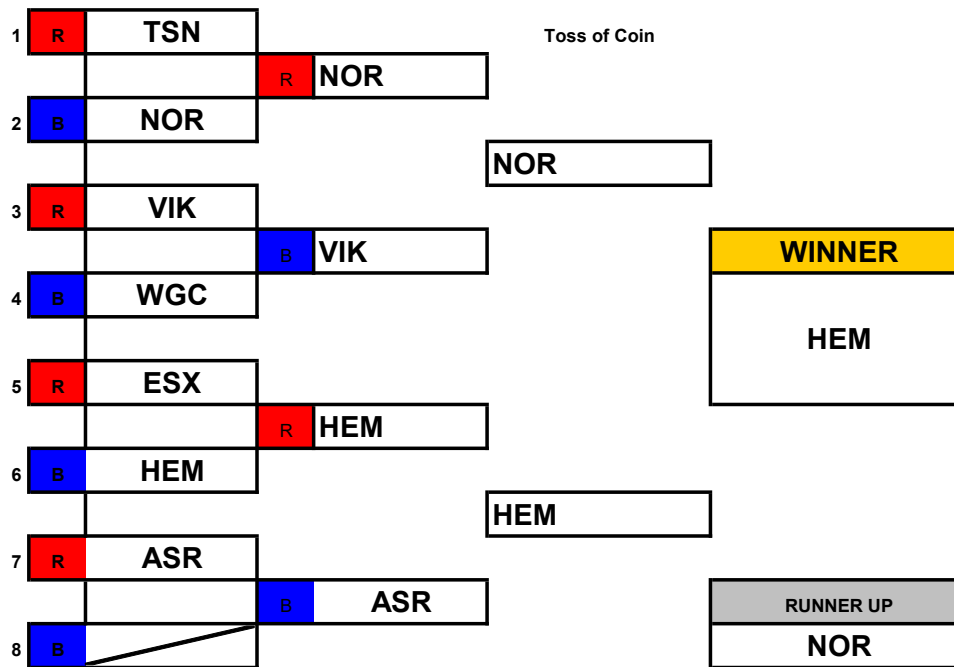 1 R TSN Toss of Coin
R NOR
2 B NOR
NOR
3 R VIK
B VIK WINNER
4 B WGC
HEM
5 R ESX
R HEM
6 B HEM
HEM
7 R ASR
B ASR RUNNER UP
8 B NOR